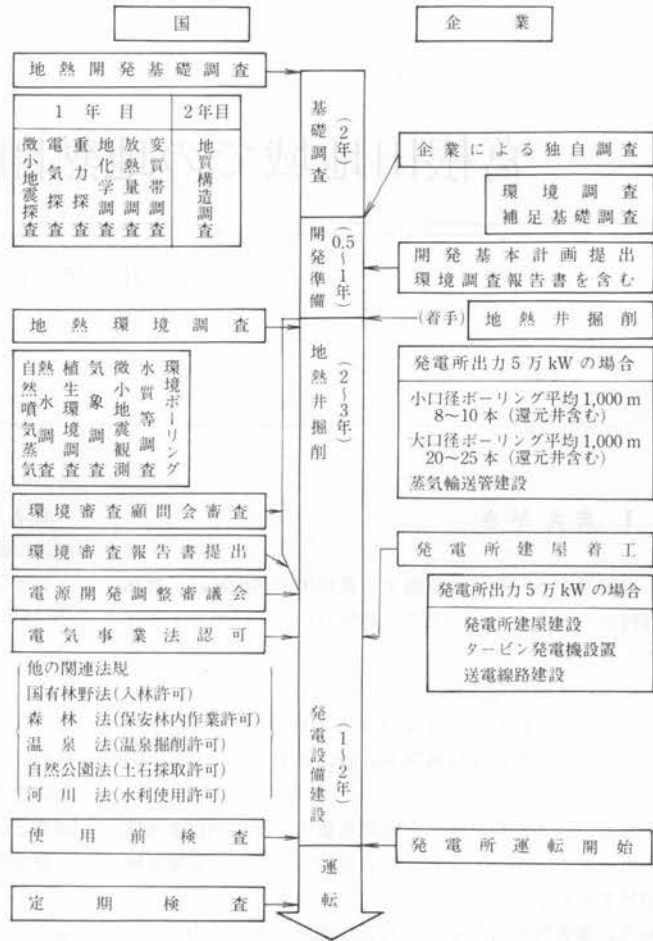 国
企業
地熱開発基礎調査
1年目
2年目
微小地震探査
電気探査
重力探査
地化学調査
放熱量調査
変質帯調査
地質構造調査
基礎調査
(2年)
企業による独自調査
環境調査
補足基礎調査
開発準備
(0.5~1年)
開発基本計画提出
環境調査報告書を含む
地熱環境調査
(着手)
地熱井掘削
自然噴気蒸気
熱水調査
植生環境調査
気象調査
微小地震観測
水質等調査
環境ボーリング
地熱井掘削
(2~3年)
発電所出力5万kWの場合
小口径ボーリング平均1,000m
8~10本(還元井含む)
大口径ボーリング平均1,000m
20~25本(還元井含む)
蒸気輸送管建設
環境審査顧問会審査
環境審査報告書提出
電源開発調整審議会
電気事業法認可
発電所建屋着工
発電所出力5万kWの場合
発電所建屋建設
タービン発電機設置
送電線路建設
他の関連法規
国有林野法(入林許可)
森林法(保安林内作業許可)
温泉法(温泉掘削許可)
自然公園法(土石採取許可)
河川法(水利使用許可)
発電設備建設
(1~2年)
使用前検査
発電所運転開始
運転
定期検査